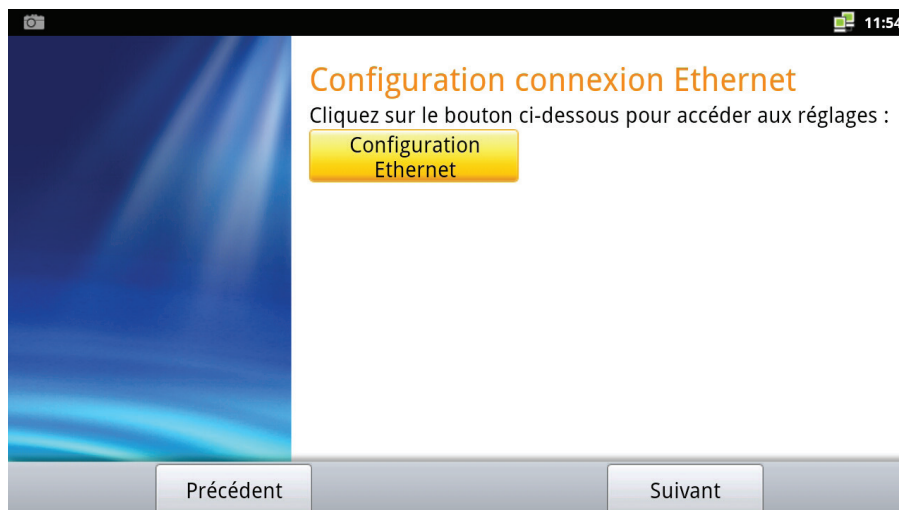 11:54
Configuration connexion Ethernet
Cliquez sur le bouton ci-dessous pour accéder aux réglages :
Configuration
Ethernet
Précédent
Suivant